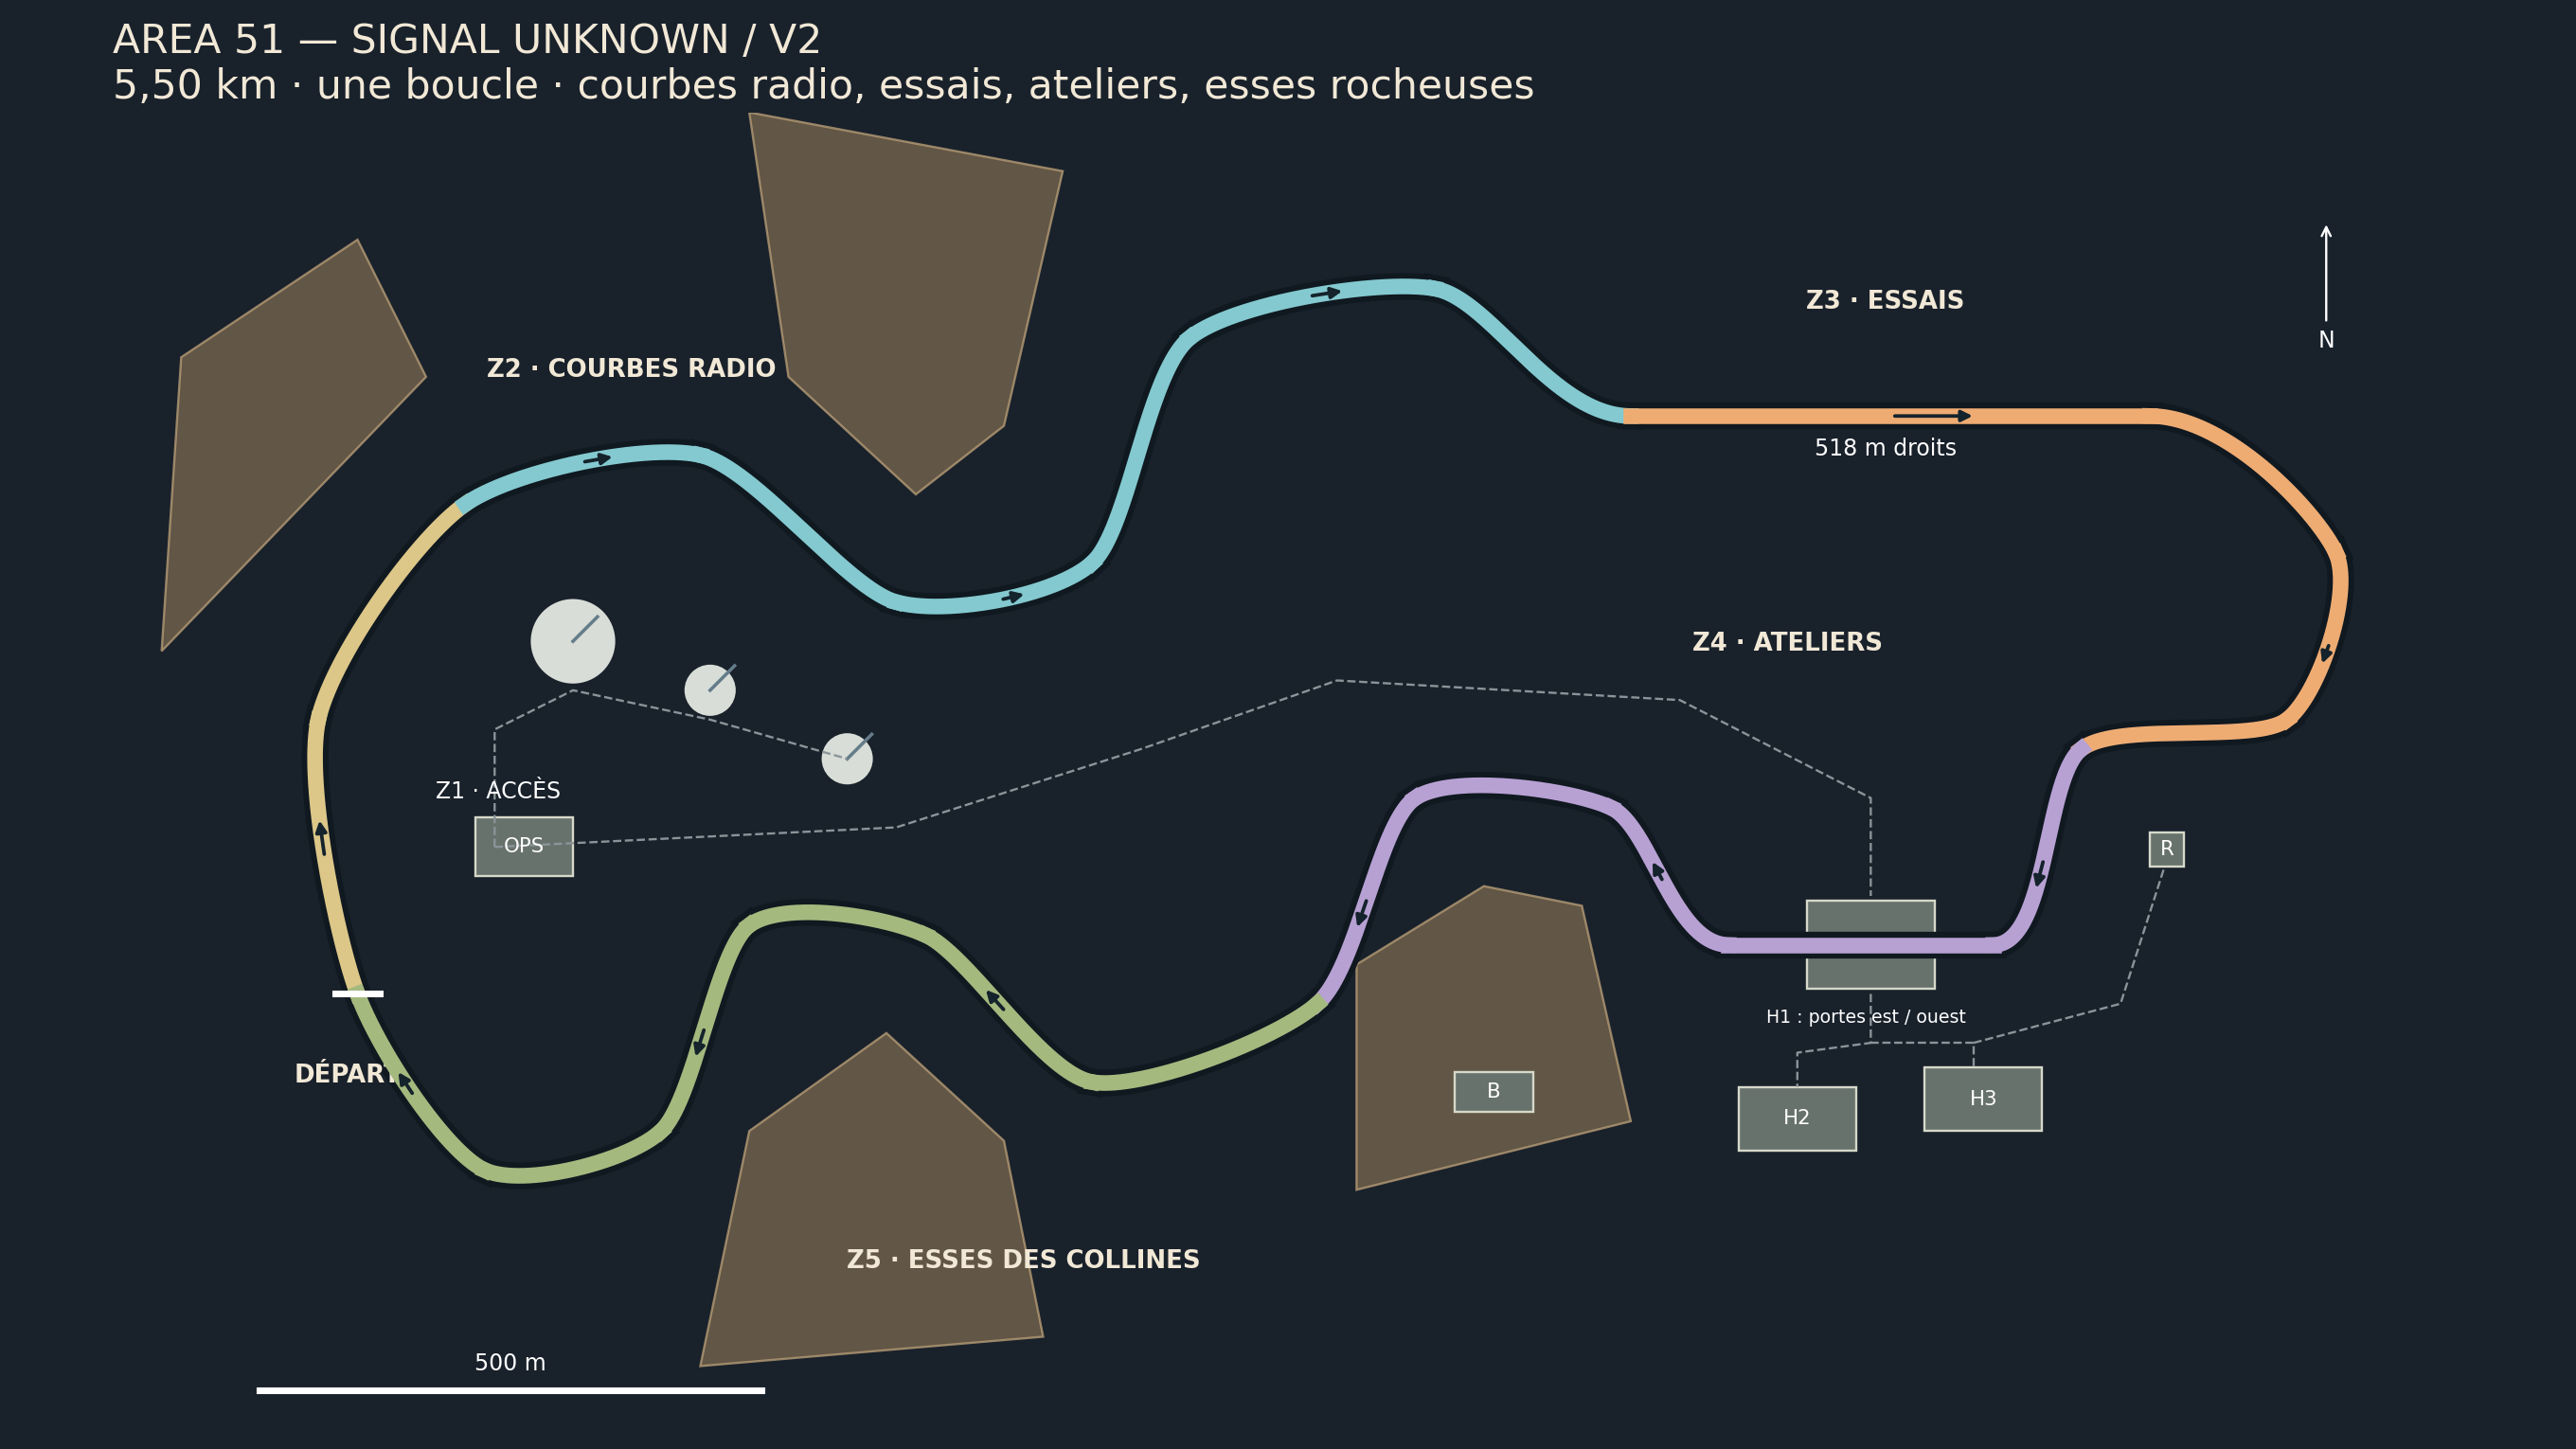 AREA 51 — SIGNAL UNKNOWN / V2
5,50 km · une boucle · courbes radio, essais, ateliers, esses rocheuses
Z3 · ESSAIS
N
Z2 · COURBES RADIO
518 m droits
Z4 · ATELIERS
Z1 · ACCÈS
OPS
R
H1 : portes est / ouest
DÉPART
B
H3
H2
Z5 · ESSES DES COLLINES
500 m